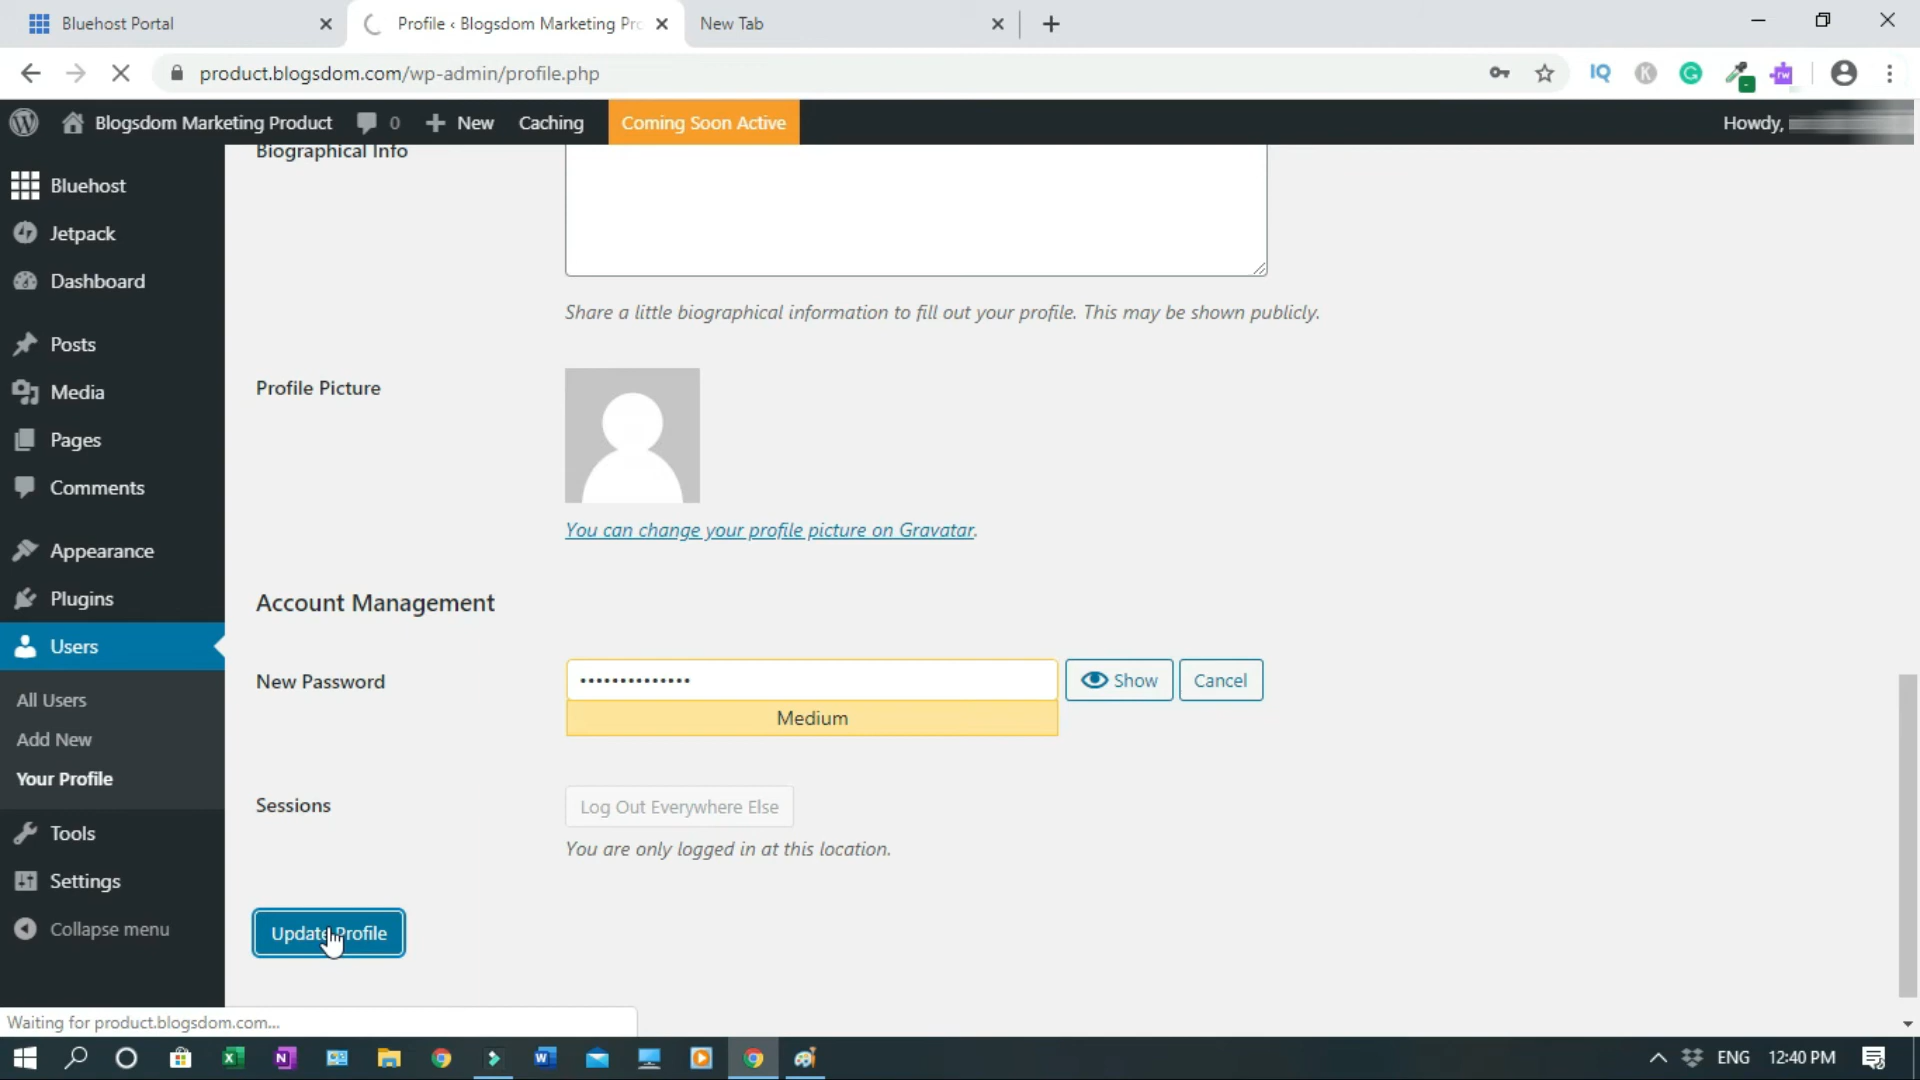 Bluehost Portal
Profile ‹ Blogsdom Marketing Pro
New Tab
product.blogsdom.com/wp-admin/profile.php
Blogsdom Marketing Product
0
New
Caching
Coming Soon Active
Howdy,
Biographical Info
Bluehost
Jetpack
Dashboard
Posts
Media
Pages
Comments
Appearance
Plugins
Users
All Users
Add New
Your Profile
Tools
Settings
Collapse menu
Share a little biographical information to fill out your profile. This may be shown publicly.
Profile Picture
You can change your profile picture on Gravatar.
Account Management
New Password
••••••••••••••
Show
Cancel
Medium
Sessions
Log Out Everywhere Else
You are only logged in at this location.
Update Profile
Waiting for product.blogsdom.com...
ENG
12:40 PM